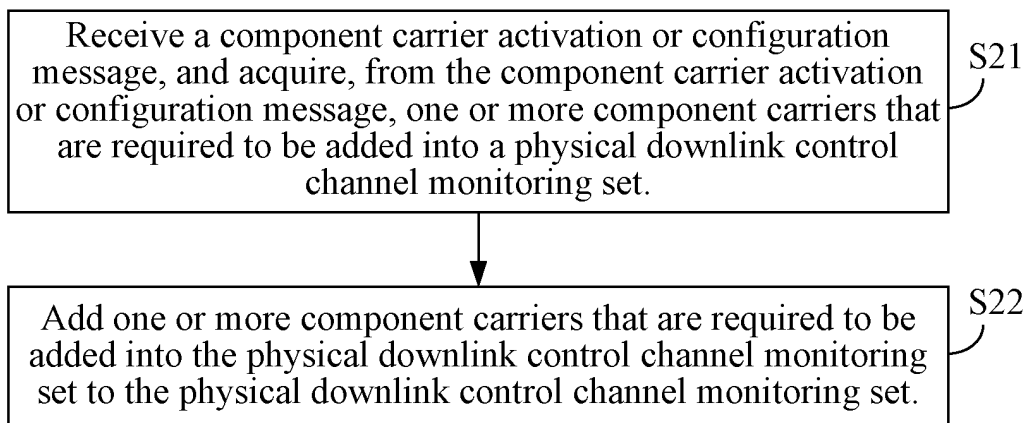 Receive a component carrier activation or configuration
message, and acquire, from the component carrier activation
or configuration message, one or more component carriers that
are required to be added into a physical downlink control
channel monitoring set.
S21
Add one or more component carriers that are required to be
added into the physical downlink control channel monitoring
set to the physical downlink control channel monitoring set.
S22